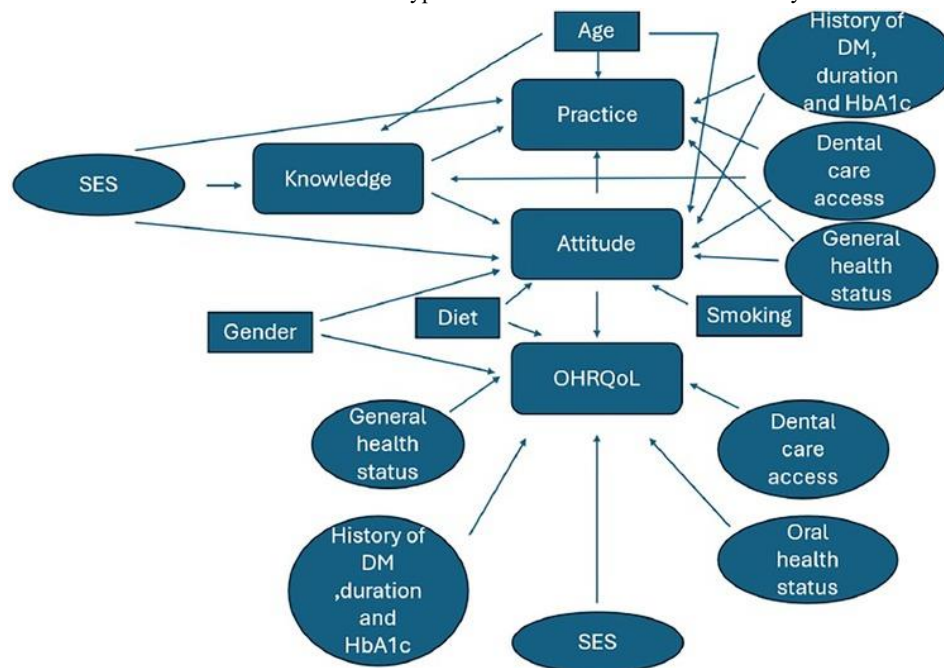 Age
History of
DM,
duration
and HbA1c
Practice
Dental
care
access
SES
Knowledge
Attitude
General
health
status
Gender
Diet
Smoking
OHRQoL
General
health
status
Dental
care
access
History of
DM
,duration
and
HbA1c
Oral
health
status
SES